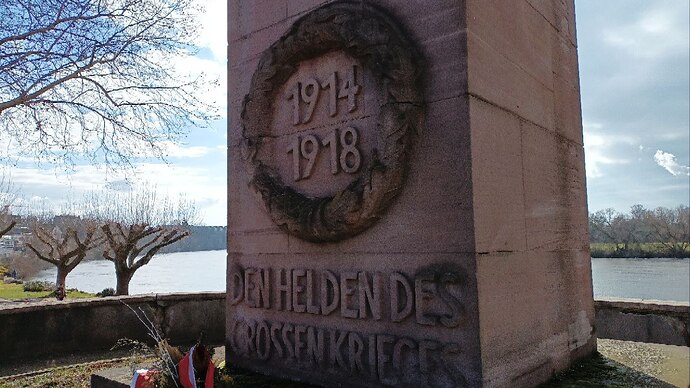 1914
1918
DEN HELDEN DES
GROSSEN KRIEGES